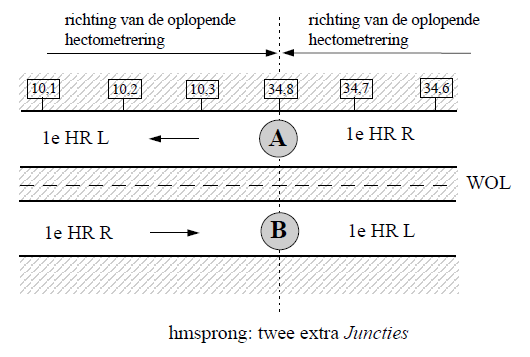 richting van de oplopende
hectometrering
richting van de oplopende
hectometrering
10,1
10,2
10,3
34,8
34,7
34,6
1e HR L
A
1e HR R
WOL
1e HR R
B
1e HR L
hmsprong: twee extra Juncties